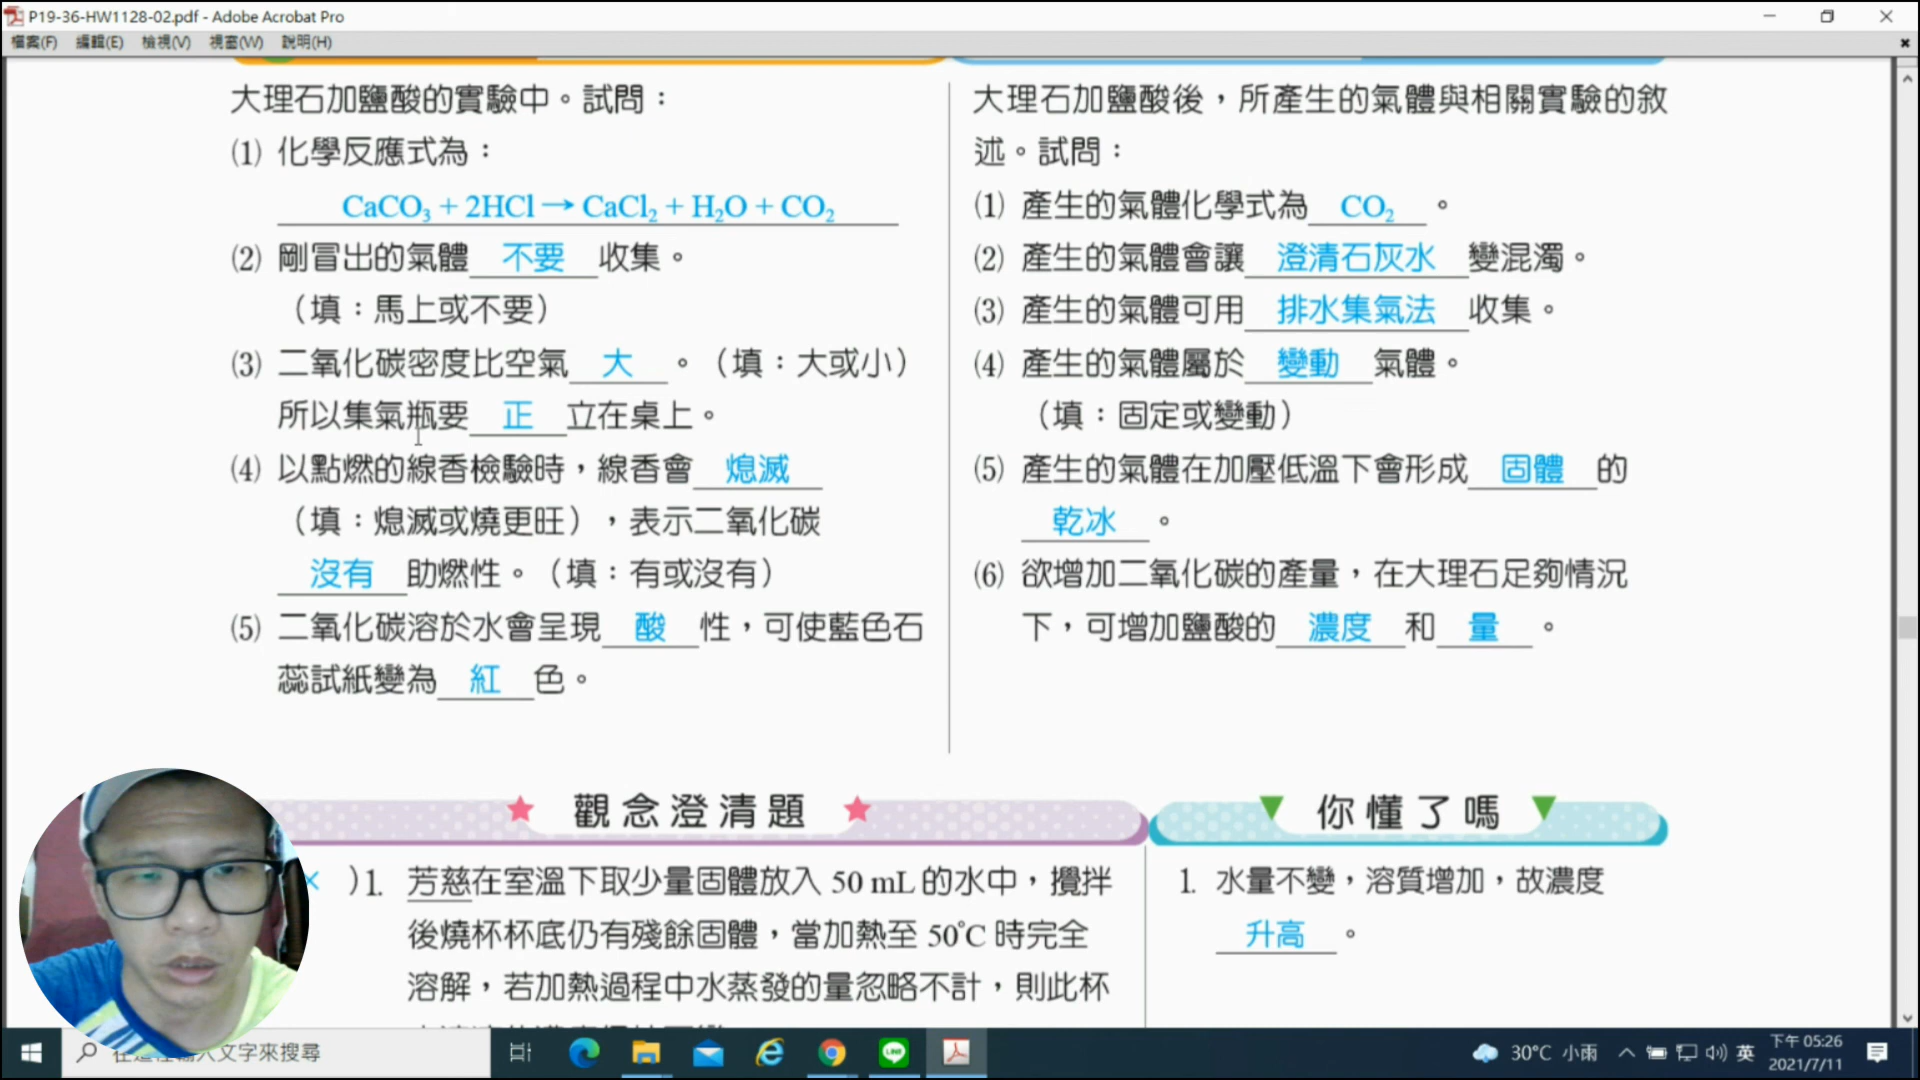 P19-36-HW1128-02.pdf - Adobe Acrobat Pro
檔案(F) 編輯(E) 檢視(V) 視窗(W) 說明(H)
大理石加鹽酸的實驗中。試問：
(1) 化學反應式為：
CaCO₃ + 2HCl → CaCl₂ + H₂O + CO₂
(2) 剛冒出的氣體 不要 收集。
（填：馬上或不要）
(3) 二氧化碳密度比空氣 大 。（填：大或小）
所以集氣瓶要 正 立在桌上。
(4) 以點燃的線香檢驗時，線香會 熄滅
（填：熄滅或燒更旺），表示二氧化碳
沒有 助燃性。（填：有或沒有）
(5) 二氧化碳溶於水會呈現 酸 性，可使藍色石
蕊試紙變為 紅 色。
大理石加鹽酸後，所產生的氣體與相關實驗的敘
述。試問：
(1) 產生的氣體化學式為 CO₂ 。
(2) 產生的氣體會讓 澄清石灰水 變混濁。
(3) 產生的氣體可用 排水集氣法 收集。
(4) 產生的氣體屬於 變動 氣體。
（填：固定或變動）
(5) 產生的氣體在加壓低溫下會形成 固體 的
乾冰 。
(6) 欲增加二氧化碳的產量，在大理石足夠情況
下，可增加鹽酸的 濃度 和 量 。
★ 觀念澄清題 ★
× )1. 芳慈在室溫下取少量固體放入 50 mL 的水中，攪拌
後燒杯杯底仍有殘餘固體，當加熱至 50℃ 時完全
溶解，若加熱過程中水蒸發的量忽略不計，則此杯
▼ 你懂了嗎 ▼
1. 水量不變，溶質增加，故濃度
升高 。
入文字來搜尋
30°C 小雨
英
下午 05:26
2021/7/11